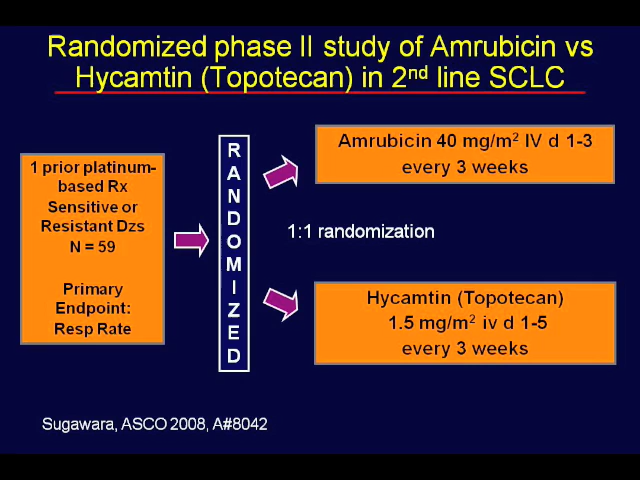 Randomized phase II study of Amrubicin vs
Hycamtin (Topotecan) in 2nd line SCLC
1 prior platinum-
based Rx
Sensitive or
Resistant Dzs
N = 59
Primary
Endpoint:
Resp Rate
R
A
N
D
O
M
I
Z
E
D
Amrubicin 40 mg/m2 IV d 1-3
every 3 weeks
1:1 randomization
Hycamtin (Topotecan)
1.5 mg/m2 iv d 1-5
every 3 weeks
Sugawara, ASCO 2008, A#8042